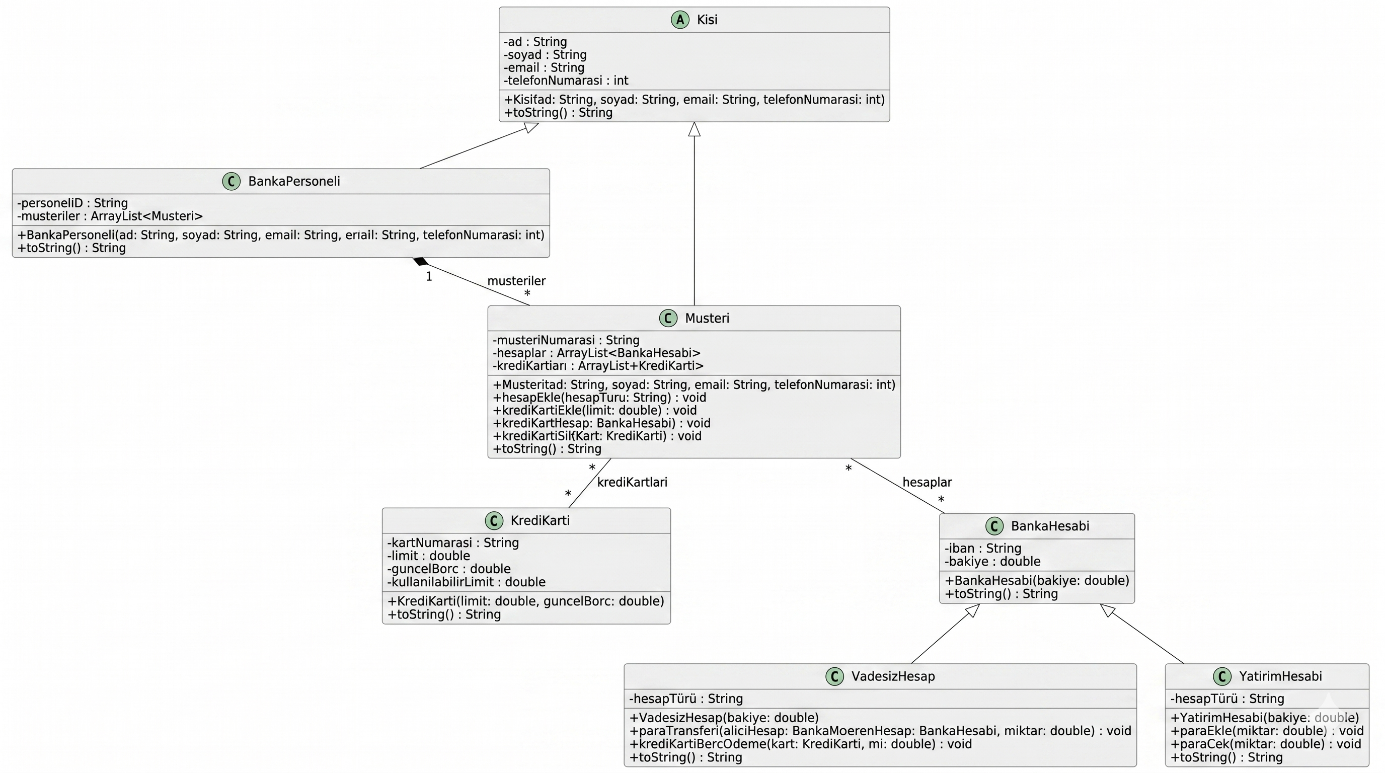 A Kisi
-ad : String
-soyad : String
-email : String
-telefonNumarasi : int
+Kisiťad: String, soyad: String, email: String, telefonNumarasi: int)
+toString() : String
C BankaPersoneli
-personeliD : String
-musteriler : ArrayList<Musteri>
+BankaPersoneli(ad: String, soyad: String, email: String, erıail: String, telefonNumarasi: int)
+toString() : String
1
musteriler
*
C Musteri
-musteriNumarasi : String
-hesaplar : ArrayList<BankaHesabi>
-krediKartiarı : ArrayList+KrediKarti>
+Musteritad: String, soyad: String, email: String, telefonNumarasi: int)
+hesapEkle(hesapTuru: String) : void
+krediKartiEkle(limit: double) : void
+krediKartHesap: BankaHesabi) : void
+krediKartiSil(Kart: KrediKarti) : void
+toString() : String
*
krediKartlari
*
*
hesaplar
*
C KrediKarti
-kartNumarasi : String
-limit : double
-guncelBorc : double
-kullanilabilirLimit : double
+KrediKarti(limit: double, guncelBorc: double)
+toString() : String
C BankaHesabi
-iban : String
-bakiye : double
+BankaHesabi(bakiye: double)
+toString() : String
C VadesizHesap
-hesapTürü : String
+VadesizHesap(bakiye: double)
+paraTransferi(aliciHesap: BankaMoerenHesap: BankaHesabi, miktar: double) : void
+krediKartiBercOdeme(kart: KrediKarti, mi: double) : void
+toString() : String
C YatirimHesabi
-hesapTürü : String
+YatirimHesabi(bakiye: double)
+paraEkle(miktar: double) : void
+paraCek(miktar: double) : void
+toString() : String